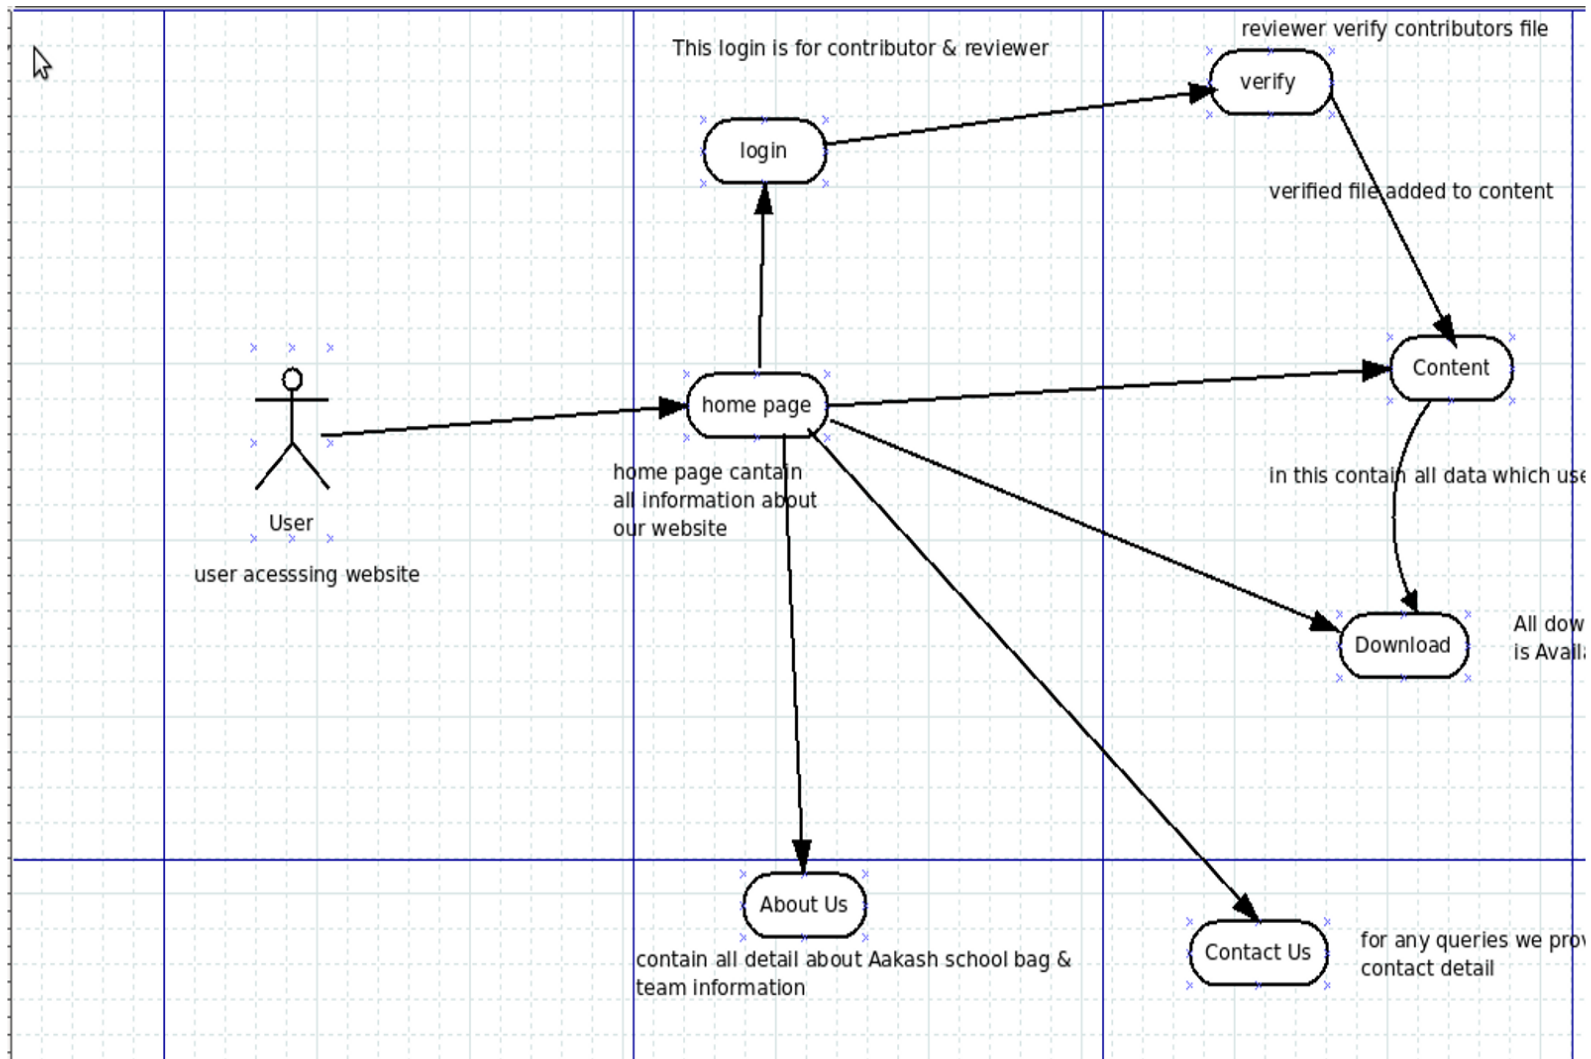 reviewer verify contributors file
This login is for contributor & reviewer
verify
login
verified file added to content
Content
home page
home page cantain
all information about
our website
in this contain all data which
User
user acesssing website
All
is
Download
About Us
contain all detail about Aakash school bag &
team information
Contact Us
for any queries we
contact detail